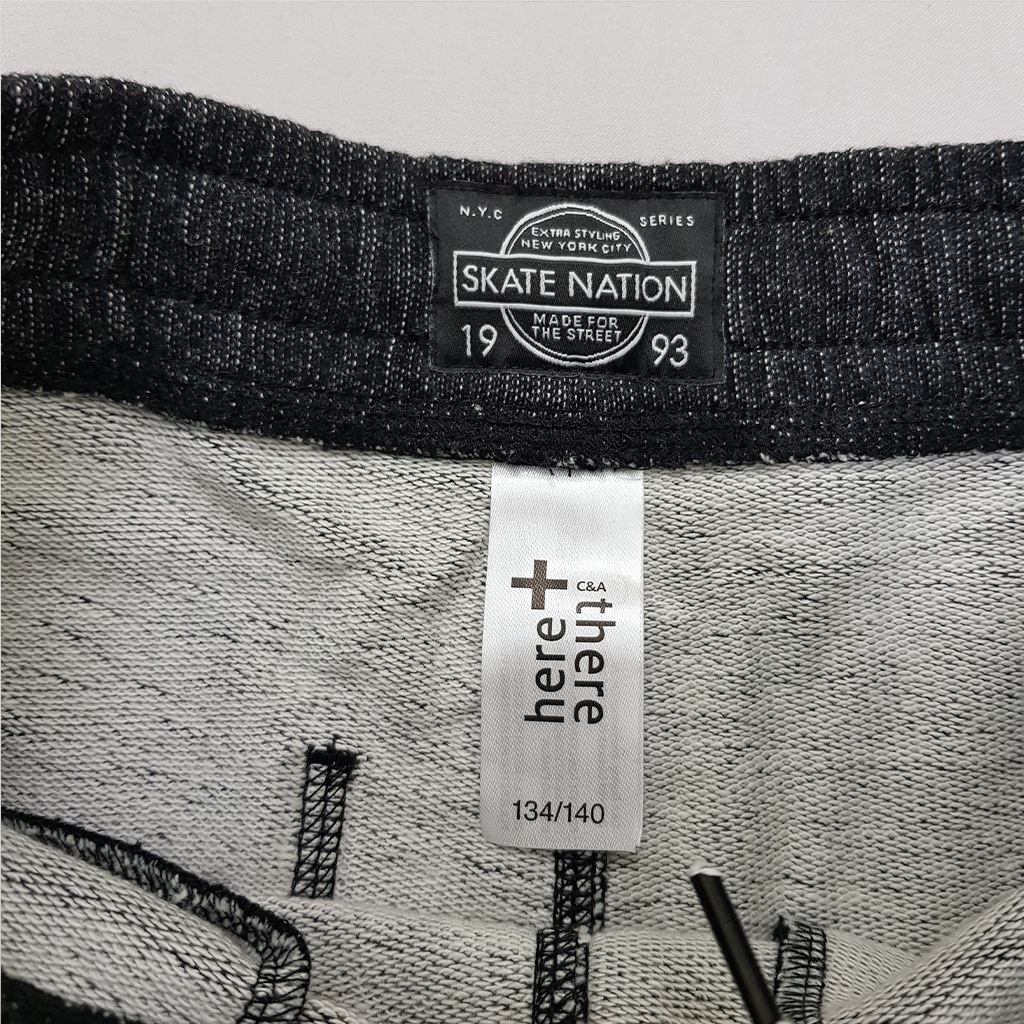 N.Y.C SERIES
EXTRA STYLING
NEW YORK CITY
SKATE NATION
MADE FOR
THE STREET
19 93
C&A
here+there
134/140